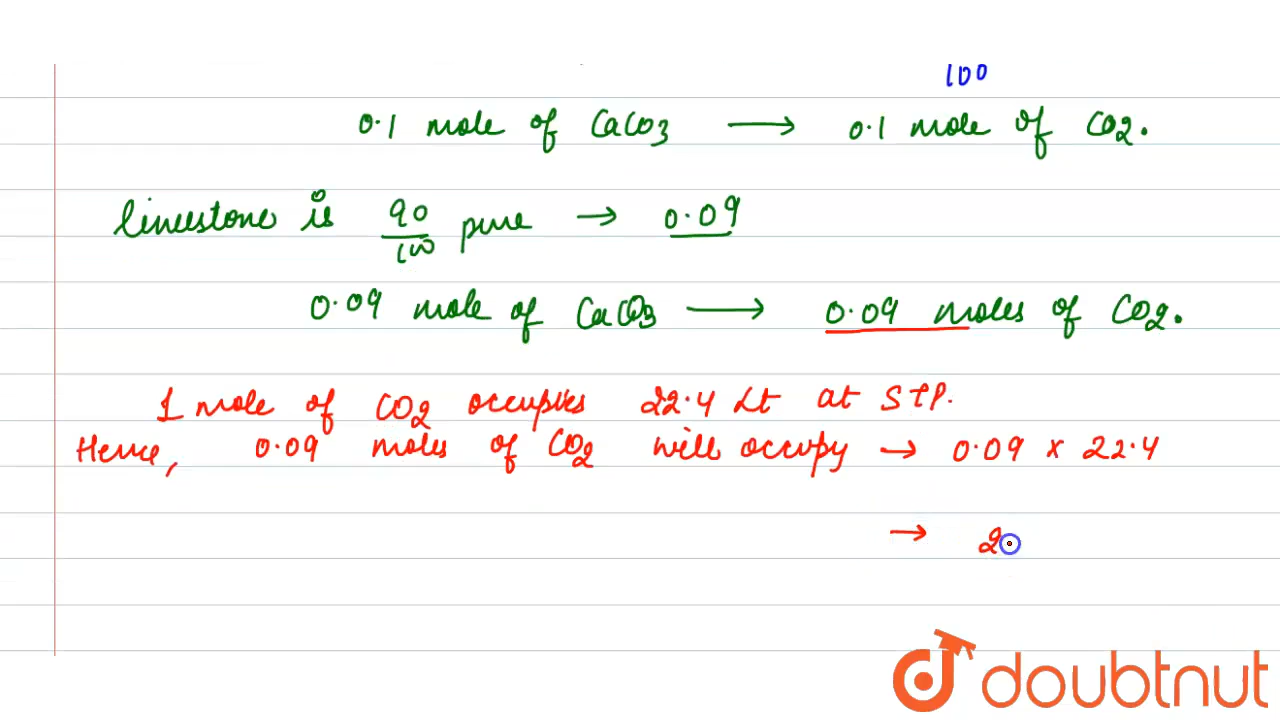 100
0.1 mole of CaCO3 → 0.1 mole of CO2.
limestone is 90/100 pure → 0.09
0.09 mole of CaCO3 → 0.09 moles of CO2.
1 mole of CO2 occupies 22.4 Lt at STP.
Hence, 0.09 moles of CO2 will occupy → 0.09 x 22.4
→ 2
doubtnut